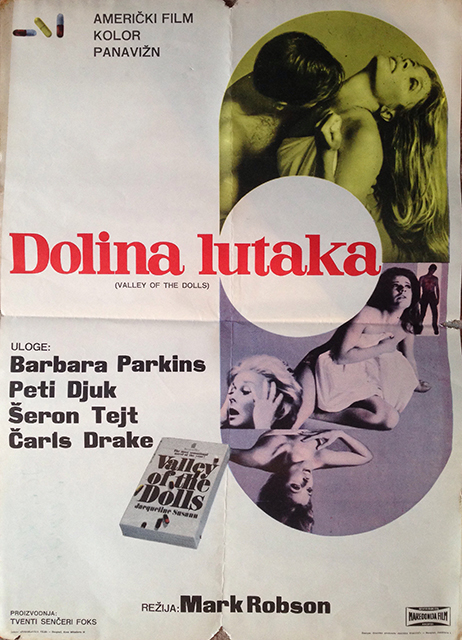 AMERIČKI FILM
KOLOR
PANAVIŽN
Dolina lutaka
(VALLEY OF THE DOLLS)
ULOGE:
Barbara Parkins
Peti Djuk
Šeron Tejt
Čarls Drake
Valley
of the
Dolls
Jacqueline Susann
PROIZVODNJA:
TVENTI SENČERI FOKS
REŽIJA: Mark Robson
MAKEDONIJA FILM